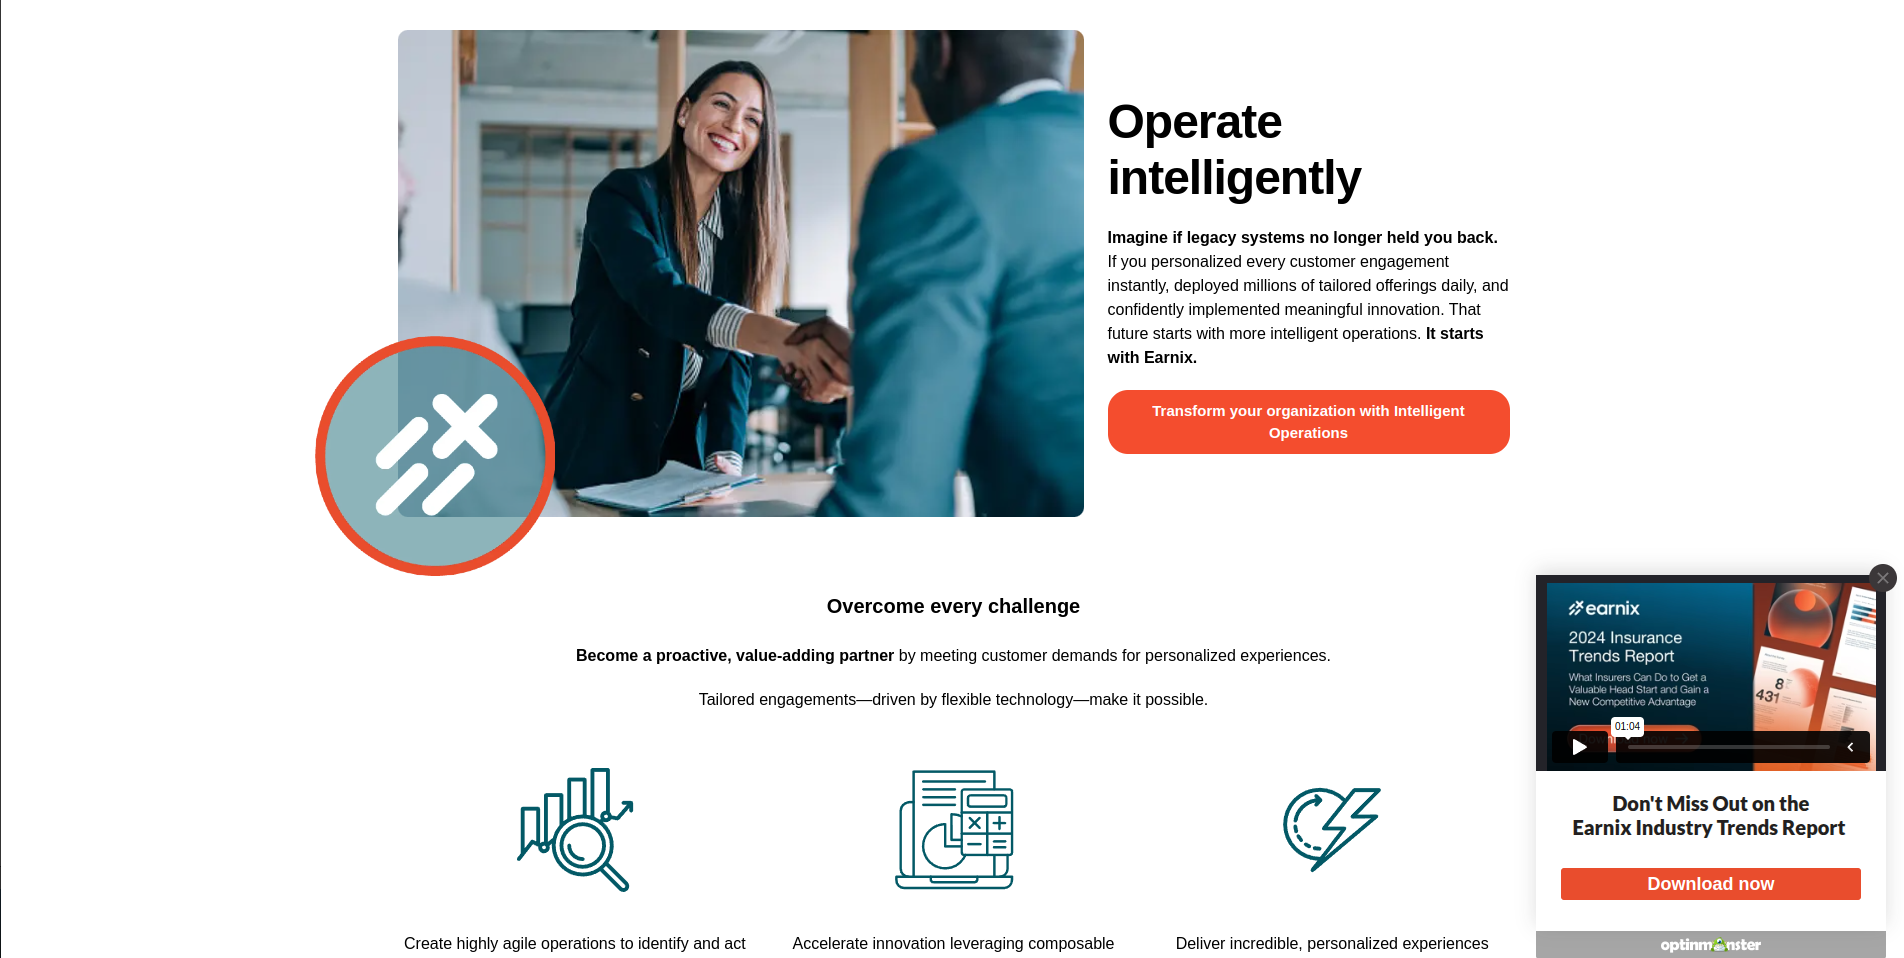 Operate
intelligently
Imagine if legacy systems no longer held you back.
If you personalized every customer engagement
instantly, deployed millions of tailored offerings daily, and
confidently implemented meaningful innovation. That
future starts with more intelligent operations. It starts
with Earnix.
Transform your organization with Intelligent
Operations
Overcome every challenge
Become a proactive, value-adding partner by meeting customer demands for personalized experiences.
Tailored engagements—driven by flexible technology—make it possible.
Create highly agile operations to identify and act
Accelerate innovation leveraging composable
Deliver incredible, personalized experiences
earnix
2024 Insurance
Trends Report
What Insurers Can Do to Get a
Valuable Head Start and Gain a
New Competitive Advantage
8
431
01:04
Don't Miss Out on the
Earnix Industry Trends Report
Download now
optinmonster